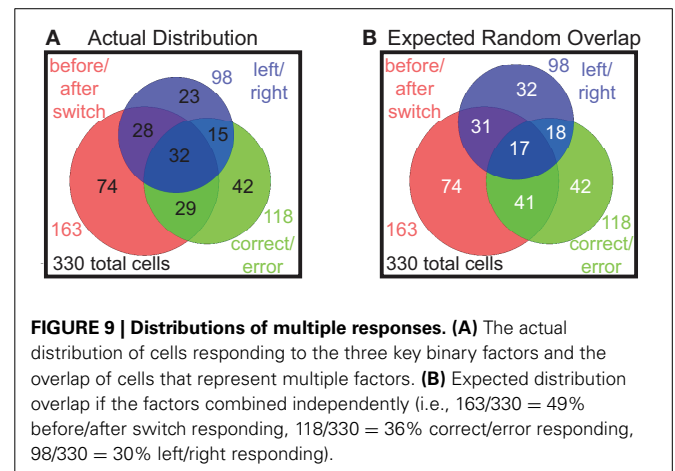 A Actual Distribution
before/
after
switch
98
left/
right
23
28
15
32
74
42
29
163
118
correct/
error
330 total cells
B Expected Random Overlap
before/
after
switch
98
left/
right
32
31
18
17
74
42
41
163
118
correct/
error
330 total cells
FIGURE 9 | Distributions of multiple responses. (A) The actual
distribution of cells responding to the three key binary factors and the
overlap of cells that represent multiple factors. (B) Expected distribution
overlap if the factors combined independently (i.e., 163/330 = 49%
before/after switch responding, 118/330 = 36% correct/error responding,
98/330 = 30% left/right responding).